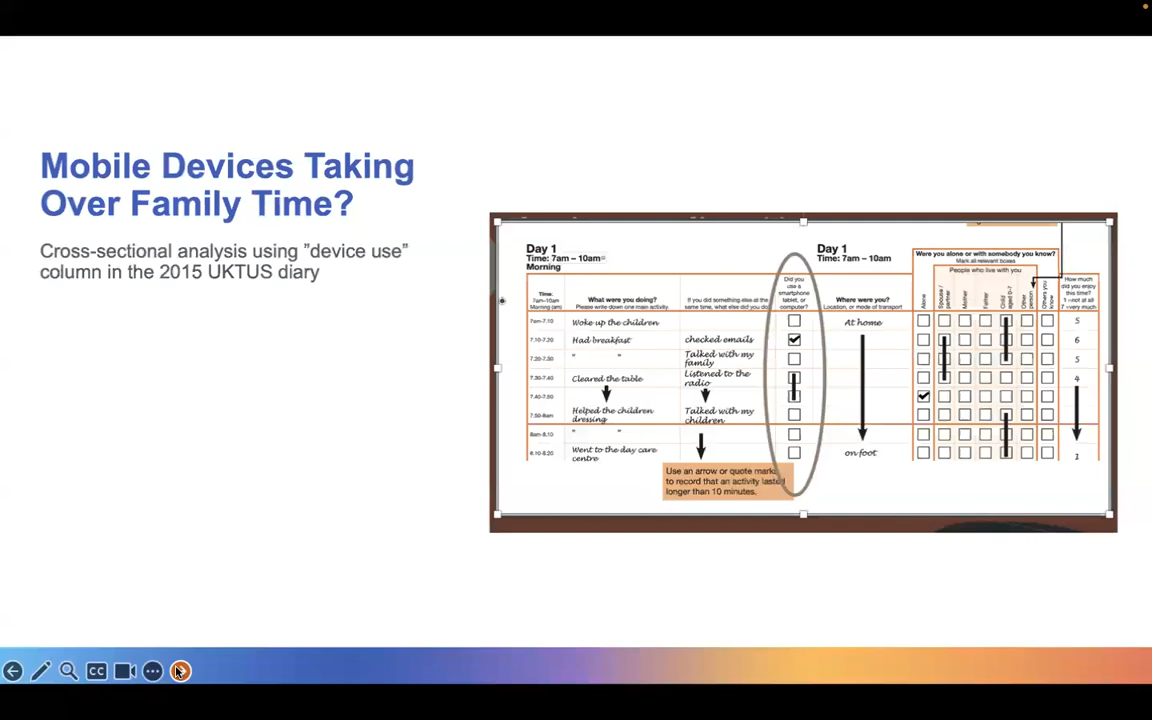 Mobile Devices Taking
Over Family Time?
Cross-sectional analysis using "device use"
column in the 2015 UKTUS diary
Day 1
Time: 7am – 10am
Morning
Day 1
Time: 7am – 10am
Were you alone or with somebody you know?
Mark all relevant boxes
People who live with you
Time.
7am-10am
Morning (am)
What were you doing?
Please write down one main activity.
If you did something else at the
same time, what else did you do
Did you
use a
smartphone
tablet, or
computer?
Where were you?
Location, or mode of transport
Alone
Spouse /
partner
Mother
Father
Child
aged 0-7
Other
person
Others you
know
How much
did you enjoy
this time?
1 =not at all
7 =very much
7am-7.10 Woke up the children At home 5
7.10-7.20 Had breakfast checked emails 6
7.20-7.30 " " Talked with my
family 5
7.30-7.40 Cleared the table Listened to the
radio 4
7.40-7.50
7.50-8am Helped the children
dressing Talked with my
children
8am-8.10 " "
8.10-8.20 Went to the day care
centre on foot 1
Use an arrow or quote mark
to record that an activity lasted
longer than 10 minutes.
CC